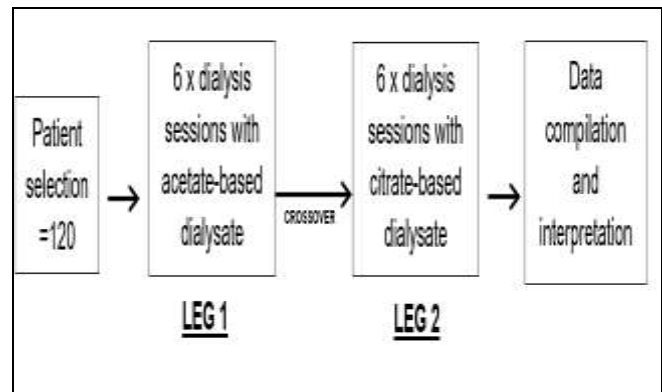 Patient
selection
=120
6 x dialysis
sessions with
acetate-based
dialysate
LEG 1
CROSSOVER
6 x dialysis
sessions with
citrate-based
dialysate
LEG 2
Data
compilation
and
interpretation